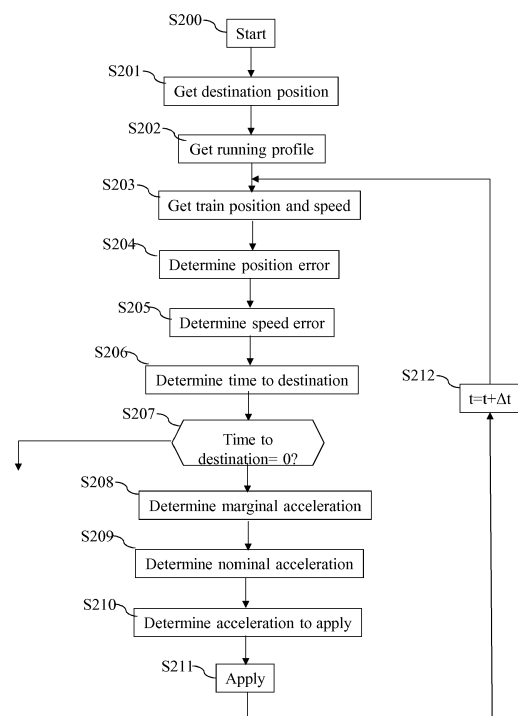 S200
Start
S201
Get destination position
S202
Get running profile
S203
Get train position and speed
S204
Determine position error
S205
Determine speed error
S206
Determine time to destination
S212
t=t+Δt
S207
Time to
destination= 0?
S208
Determine marginal acceleration
S209
Determine nominal acceleration
S210
Determine acceleration to apply
S211
Apply